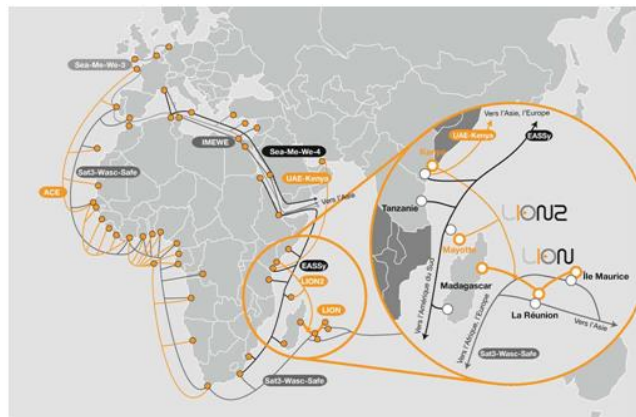 Sea-Me-We-3
IMEWE
Sea-Me-We-4
UAE-Kenya
Vers l'Asie
Sat3-Wasc-Safe
ACE
EASSy
LION2
LION
Sat3-Wasc-Safe
Vers l'Asie, l'Europe
UAE-Kenya
EASSy
Tanzanie
LION2
Mayotte
LION
Île Maurice
Madagascar
La Réunion
Vers l'Amérique du Sud
Vers l'Afrique, l'Europe
Vers l'Asie
Sat3-Wasc-Safe